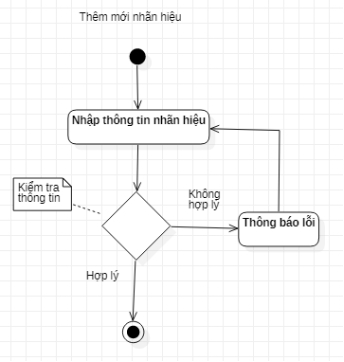 Thêm mới nhãn hiệu
Nhập thông tin nhãn hiệu
Kiểm tra
thông tin
Không
hợp lý
Thông báo lỗi
Hợp lý